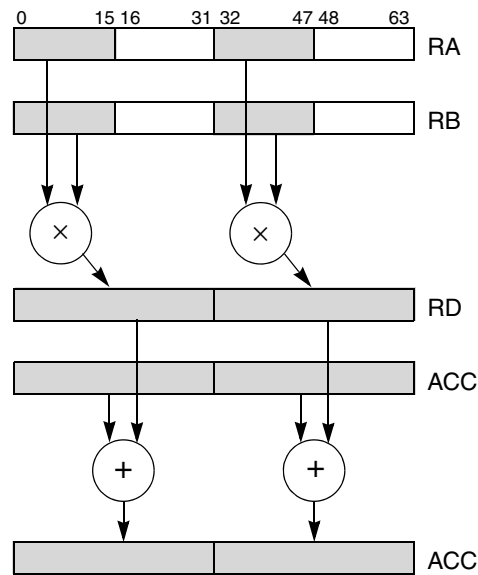 0 15 16 31 32 47 48 63
RA
RB
× ×
RD
ACC
+ +
ACC